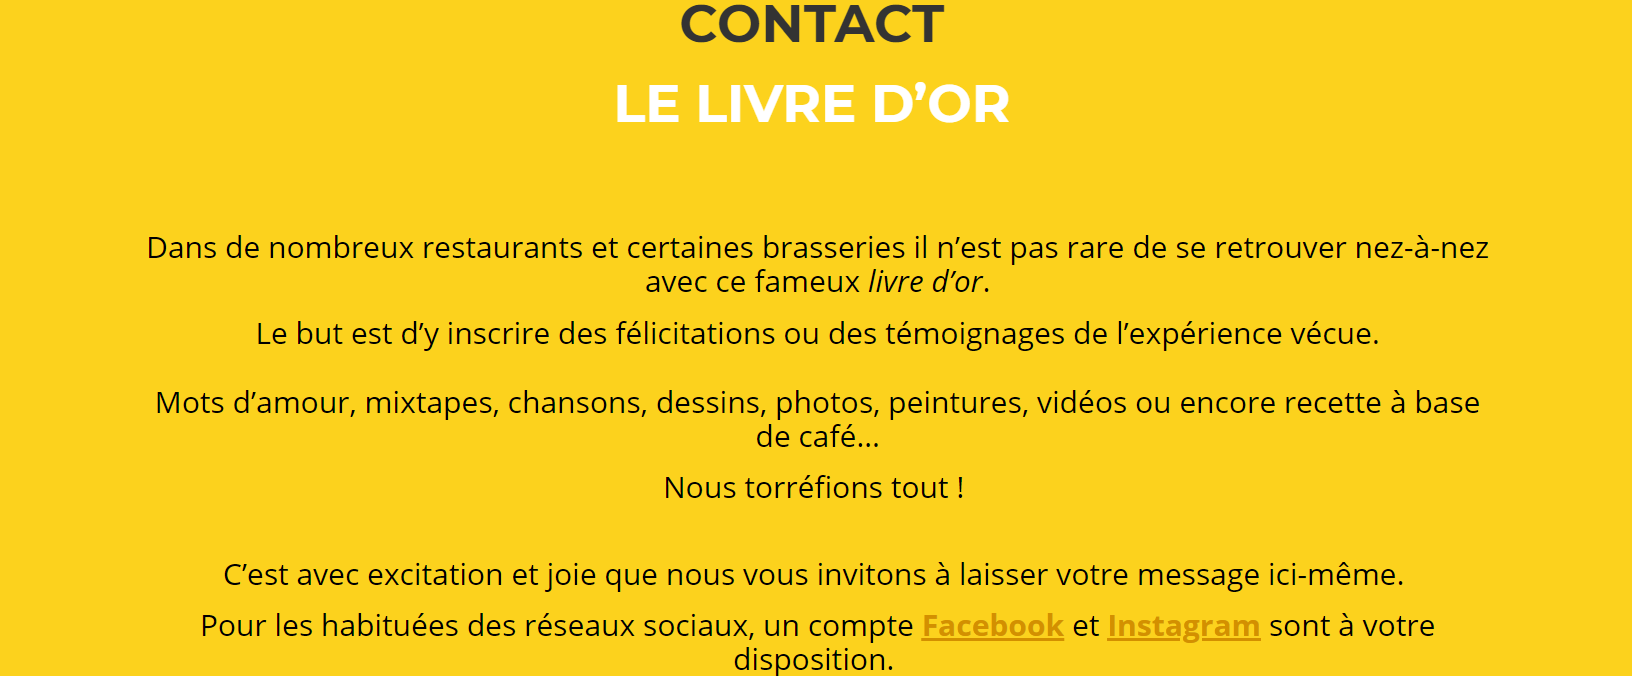 CONTACT
LE LIVRE D’OR
Dans de nombreux restaurants et certaines brasseries il n’est pas rare de se retrouver nez-à-nez
avec ce fameux livre d’or.
Le but est d’y inscrire des félicitations ou des témoignages de l’expérience vécue.
Mots d’amour, mixtapes, chansons, dessins, photos, peintures, vidéos ou encore recette à base
de café…
Nous torréfions tout !
C’est avec excitation et joie que nous vous invitons à laisser votre message ici-même.
Pour les habituées des réseaux sociaux, un compte Facebook et Instagram sont à votre
disposition.